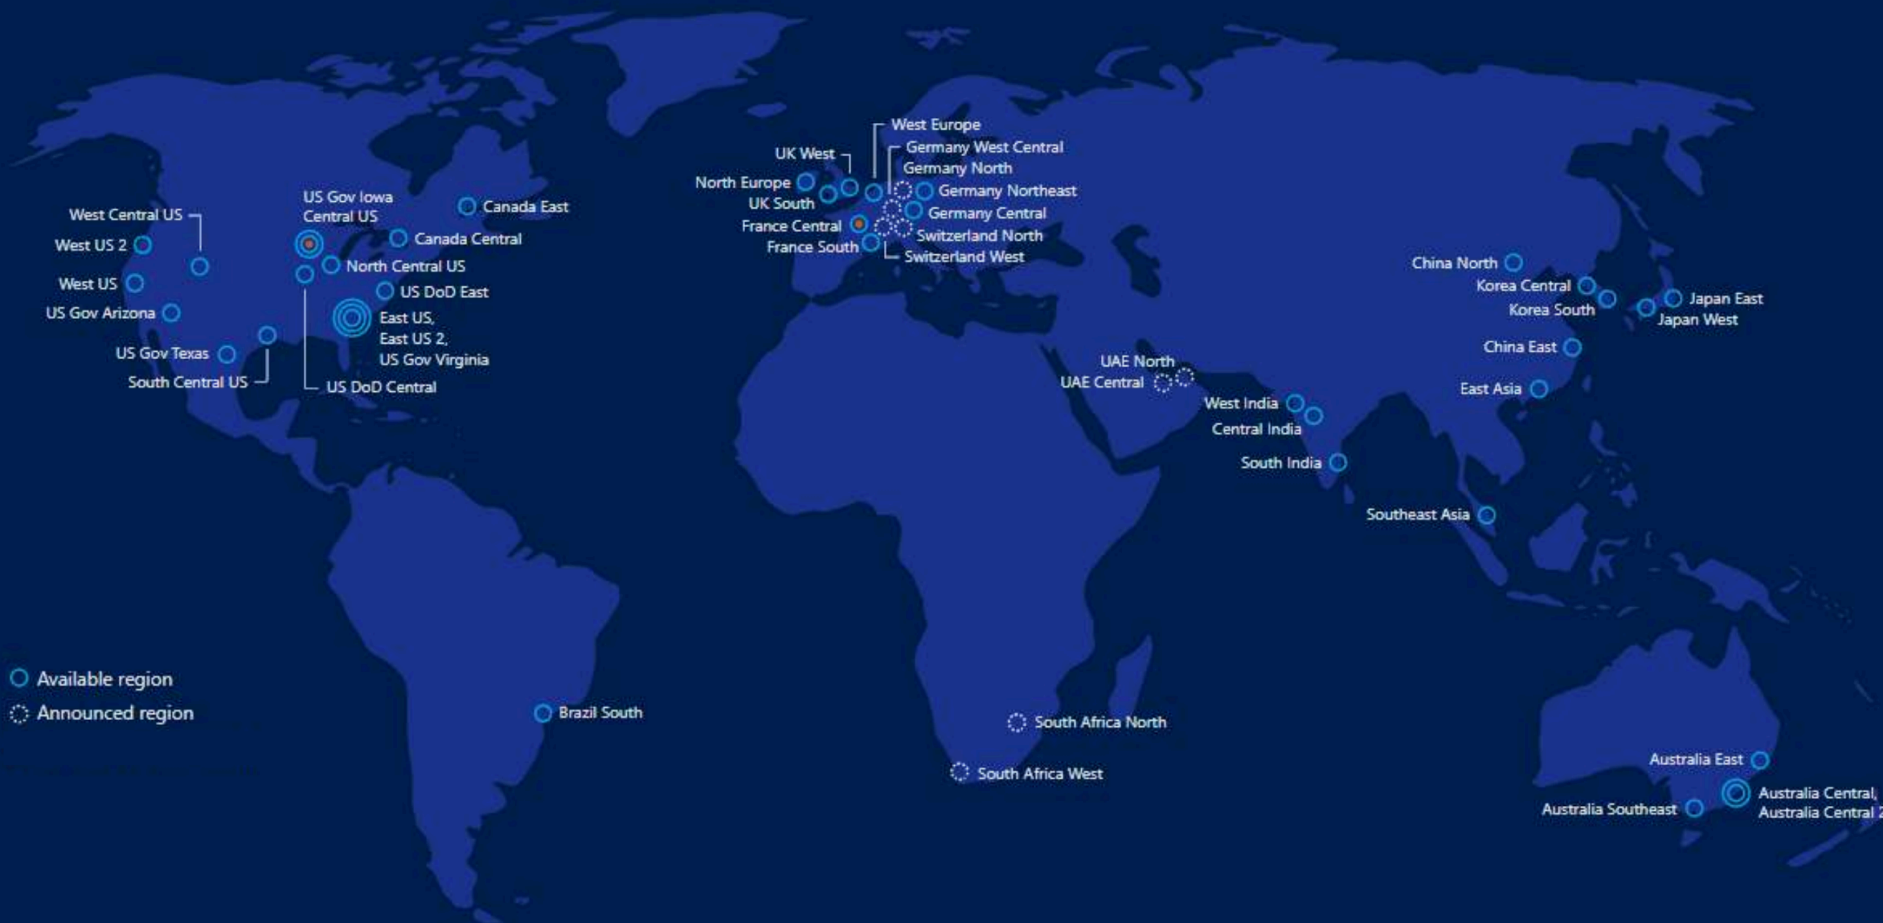 West Europe
Germany West Central
UK West
Germany North
North Europe
Germany Northeast
UK South
Germany Central
France Central
Switzerland North
France South
Switzerland West
US Gov Iowa
Central US
Canada East
West Central US
West US 2
Canada Central
North Central US
West US
US DoD East
US Gov Arizona
East US,
East US 2,
US Gov Virginia
US Gov Texas
South Central US
US DoD Central
China North
Korea Central
Korea South
Japan East
Japan West
China East
East Asia
UAE North
UAE Central
West India
Central India
South India
Southeast Asia
Available region
Announced region
Brazil South
South Africa North
South Africa West
Australia East
Australia Central,
Australia Central 2
Australia Southeast